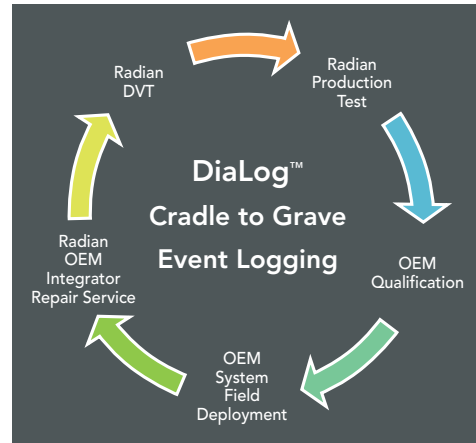 Radian
DVT
Radian
Production
Test
DiaLog™
Cradle to Grave
Event Logging
OEM
Qualification
Radian
OEM
Integrator
Repair Service
OEM
System
Field
Deployment